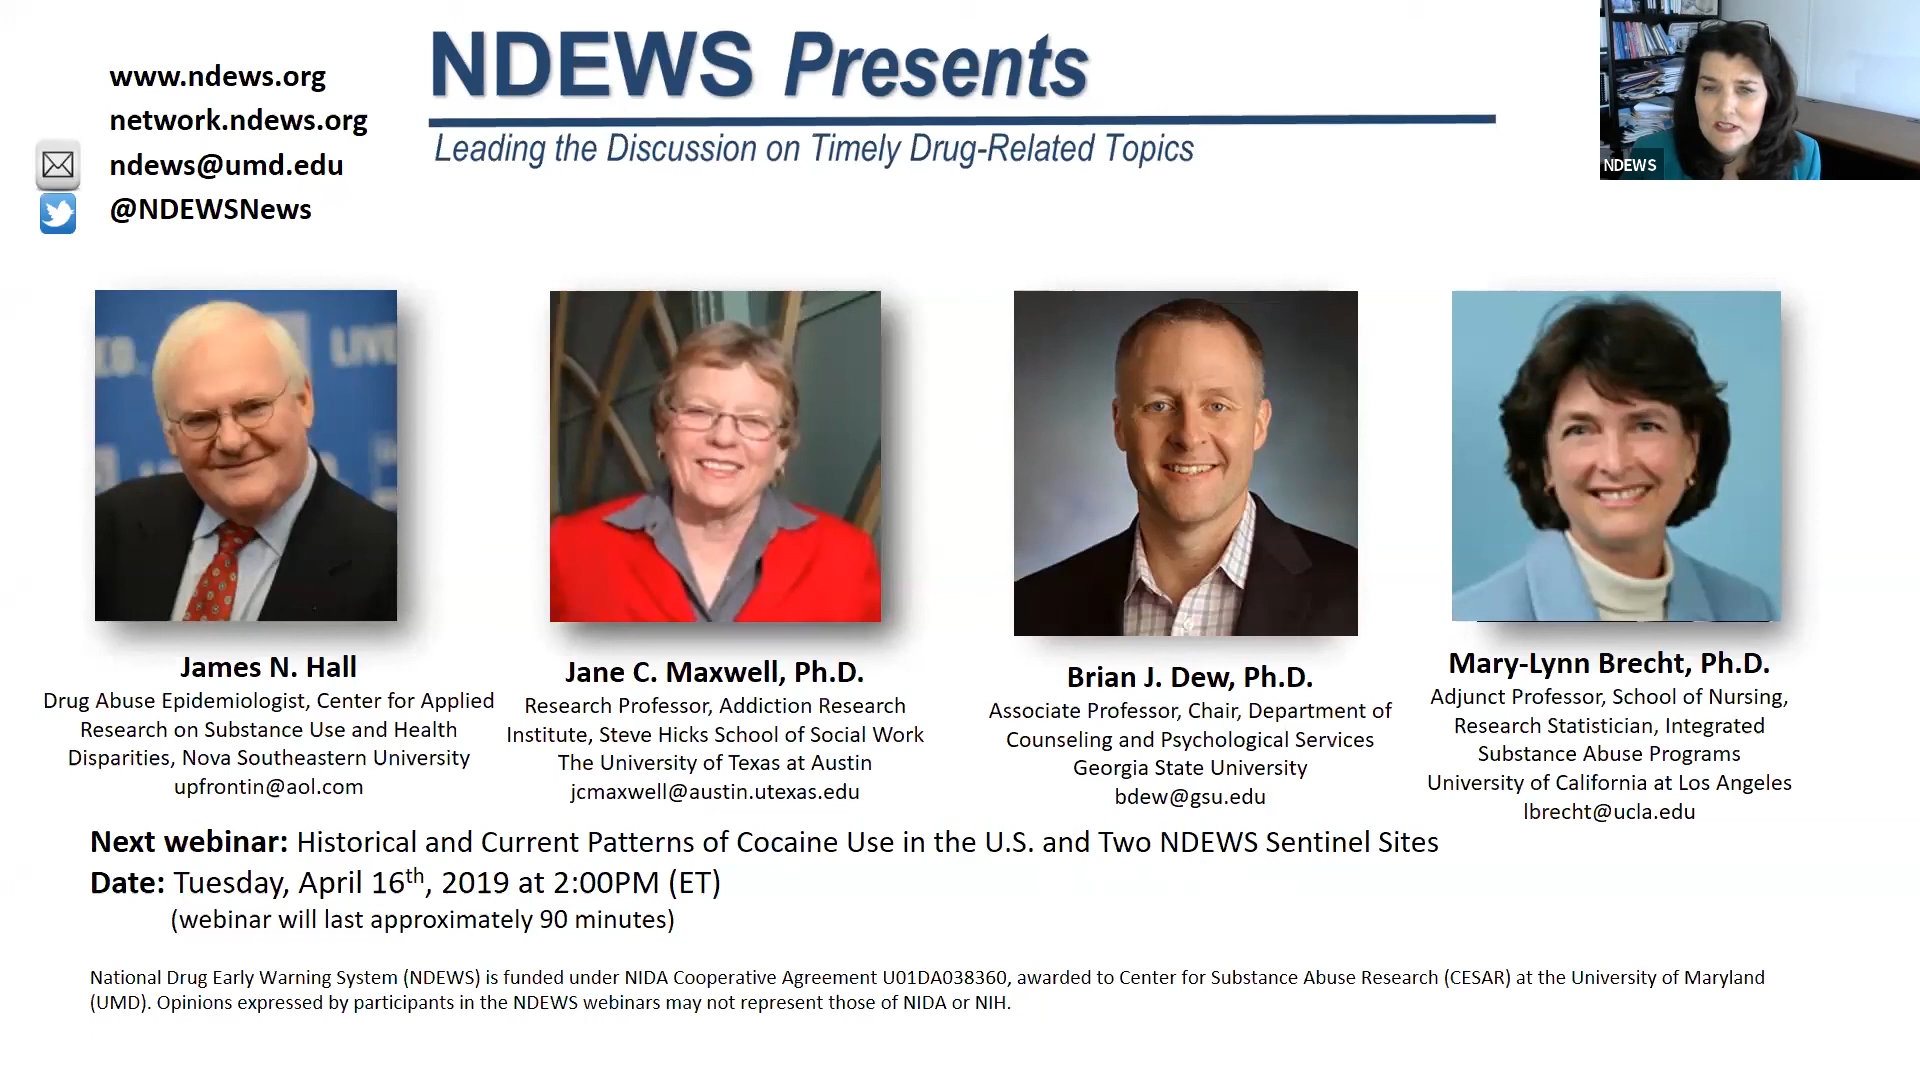 www.ndews.org
network.ndews.org
ndews@umd.edu
@NDEWSNews
NDEWS Presents
Leading the Discussion on Timely Drug-Related Topics
NDEWS
LIVE
James N. Hall
Drug Abuse Epidemiologist, Center for Applied
Research on Substance Use and Health
Disparities, Nova Southeastern University
upfrontin@aol.com
Jane C. Maxwell, Ph.D.
Research Professor, Addiction Research
Institute, Steve Hicks School of Social Work
The University of Texas at Austin
jcmaxwell@austin.utexas.edu
Brian J. Dew, Ph.D.
Associate Professor, Chair, Department of
Counseling and Psychological Services
Georgia State University
bdew@gsu.edu
Mary-Lynn Brecht, Ph.D.
Adjunct Professor, School of Nursing,
Research Statistician, Integrated
Substance Abuse Programs
University of California at Los Angeles
lbrecht@ucla.edu
Next webinar: Historical and Current Patterns of Cocaine Use in the U.S. and Two NDEWS Sentinel Sites
Date: Tuesday, April 16th, 2019 at 2:00PM (ET)
(webinar will last approximately 90 minutes)
National Drug Early Warning System (NDEWS) is funded under NIDA Cooperative Agreement U01DA038360, awarded to Center for Substance Abuse Research (CESAR) at the University of Maryland
(UMD). Opinions expressed by participants in the NDEWS webinars may not represent those of NIDA or NIH.